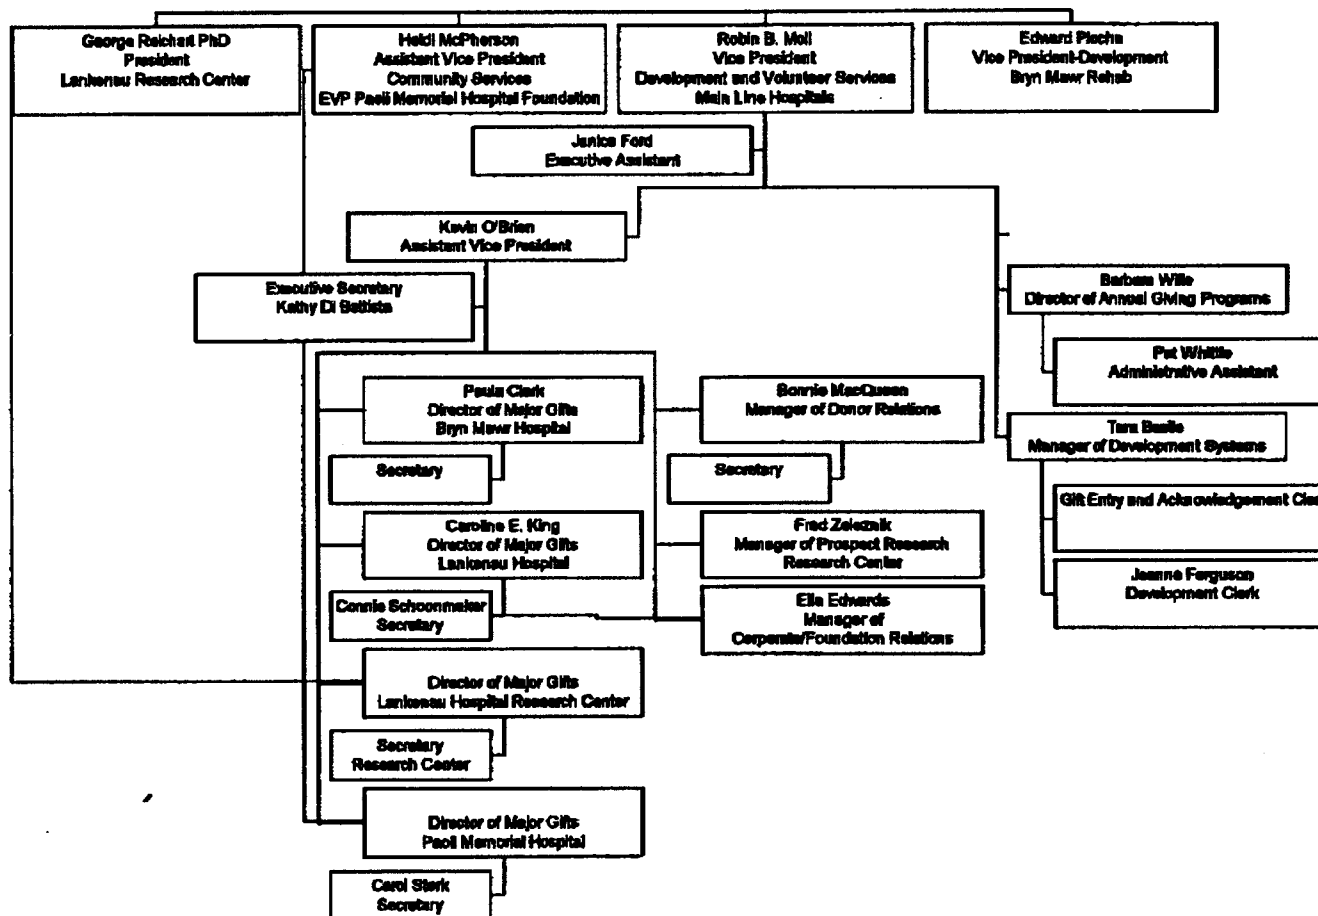 George Reichart PhD
President
Lankenau Research Center
Heidi McPherson
Assistant Vice President
Community Services
EVP Paoli Memorial Hospital Foundation
Robin B. Moll
Vice President
Development and Volunteer Services
Main Line Hospitals
Edward
Vice President-Development
Bryn Mawr Rehab
Janice Ford
Executive Assistant
Kevin O'Brien
Assistant Vice President
Executive Secretary
Kathy Di Battista
Barbara
Director of Annual Giving Programs
Pat Whittle
Administrative Assistant
Paula Clark
Director of Major Gifts
Bryn Mawr Hospital
Secretary
Bonnie MacQueen
Manager of Donor Relations
Secretary
Tara
Manager of Development Systems
Gift Entry and Acknowledgement
Jeanne Ferguson
Development Clerk
Caroline E. King
Director of Major Gifts
Lankenau Hospital
Connie Schoonmaker
Secretary
Fred Zeleznik
Manager of Prospect Research
Research Center
Ella Edwards
Manager of
Corporate/Foundation Relations
Director of Major Gifts
Lankenau Hospital Research Center
Secretary
Research Center
Director of Major Gifts
Paoli Memorial Hospital
Carol Stork
Secretary